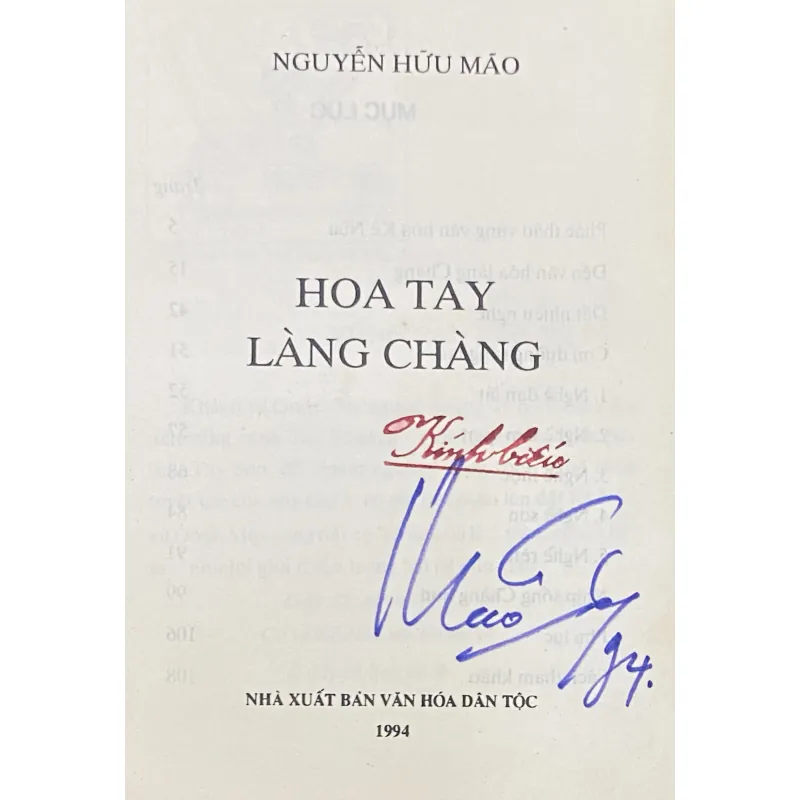 NGUYỄN HỮU MÃO
HOA TAY
LÀNG CHÀNG
Kính biếu
Mão
94.
NHÀ XUẤT BẢN VĂN HÓA DÂN TỘC
1994